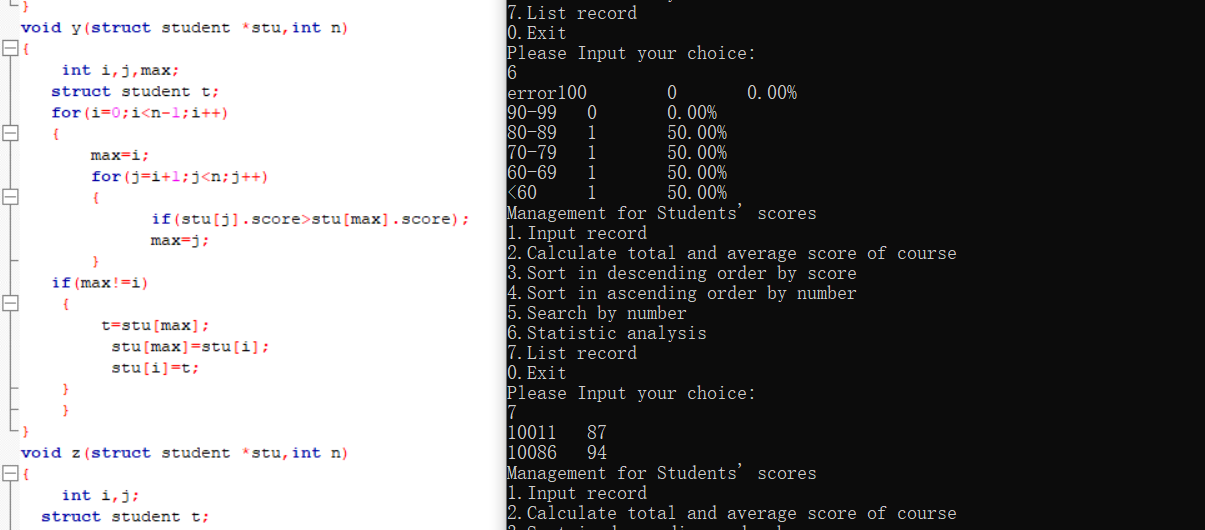 }
void y(struct student *stu,int n)
{
int i,j,max;
struct student t;
for(i=0;i<n-1;i++)
{
max=i;
for(j=i+1;j<n;j++)
{
if(stu[j].score>stu[max].score);
max=j;
}
if(max!=i)
{
t=stu[max];
stu[max]=stu[i];
stu[i]=t;
}
}
}
void z(struct student *stu,int n)
{
int i,j;
struct student t;
7.List record
0.Exit
Please Input your choice:
6
error100 0 0.00%
90-99 0 0.00%
80-89 1 50.00%
70-79 1 50.00%
60-69 1 50.00%
<60 1 50.00%
Management for Students' scores
1.Input record
2.Calculate total and average score of course
3.Sort in descending order by score
4.Sort in ascending order by number
5.Search by number
6.Statistic analysis
7.List record
0.Exit
Please Input your choice:
7
10011 87
10086 94
Management for Students' scores
1.Input record
2.Calculate total and average score of course